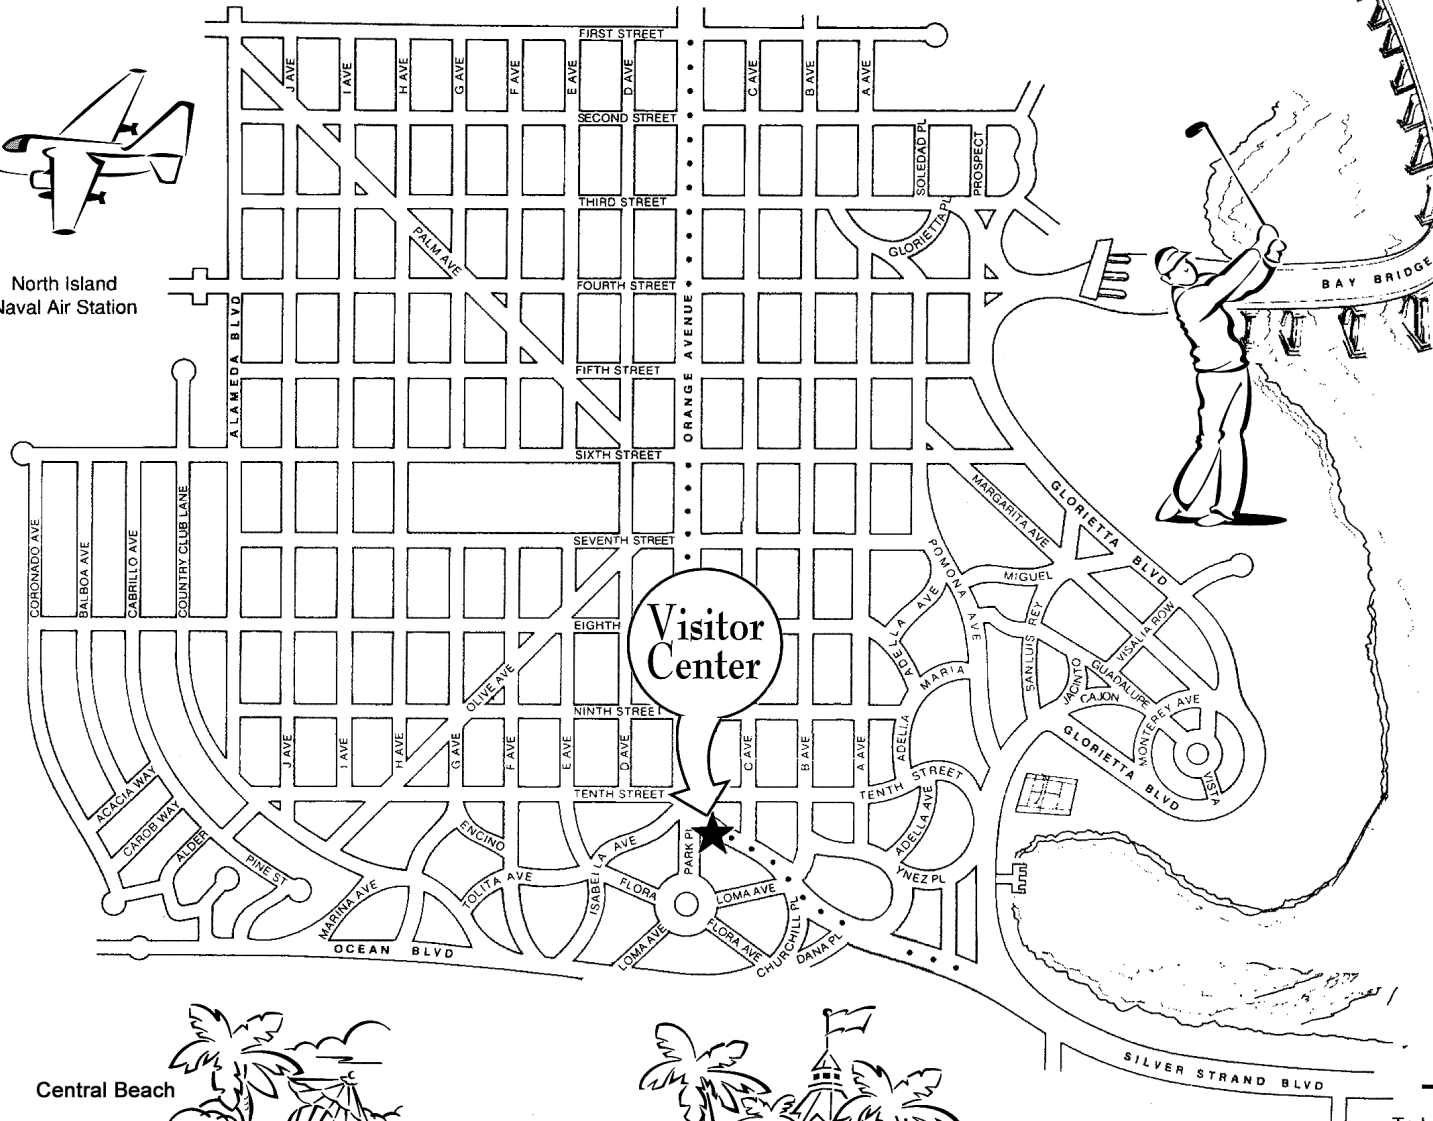 FIRST STREET
J AVE
I AVE
H AVE
G AVE
F AVE
E AVE
D AVE
C AVE
B AVE
A AVE
SECOND STREET
SOLEDAD PL
PROSPECT
THIRD STREET
GLORIETTA PL
PALM AVE
North Island
Naval Air Station
FOURTH STREET
BAY BRIDGE
ALAMEDA BLVD
ORANGE AVENUE
FIFTH STREET
SIXTH STREET
MARGARITA AVE
GLORIETTA BLVD
CORONADO AVE
BALBOA AVE
CABRILLO AVE
COUNTRY CLUB LANE
SEVENTH STREET
POMONA AVE
MIGUEL
ADELLA AVE
SAN LUIS REY
VISALIA ROW
EIGHTH
Visitor
Center
MARIA
JACINTO
GUADALUPE
CAJON
OLIVE AVE
MONTEREY AVE
NINTH STREET
ADELLA
GLORIETTA BLVD
VISTA
J AVE
I AVE
H AVE
G AVE
F AVE
E AVE
D AVE
C AVE
B AVE
A AVE
TENTH STREET
TENTH STREET
ACACIA WAY
CAROB WAY
ALDER
PINE ST
ENCINO
ISABELLA AVE
PARK PL
ADELLA AVE
YNEZ PL
MARINA AVE
TOLITA AVE
FLORA
LOMA AVE
LOMA AVE
FLORA AVE
CHURCHILL PL
DANA PL
OCEAN BLVD
SILVER STRAND BLVD
Central Beach